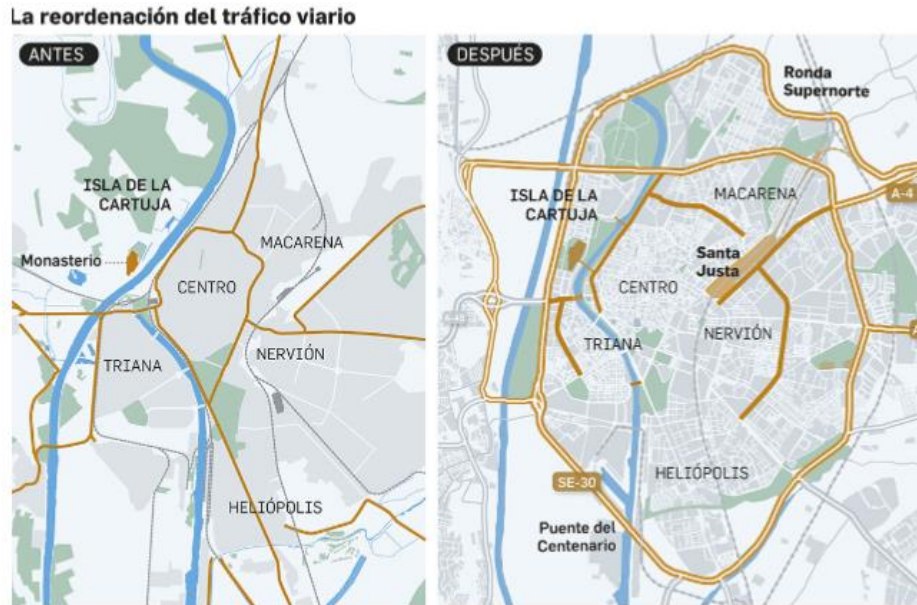 La reordenación del tráfico viario
ANTES
ISLA DE LA
CARTUJA
Monasterio
MACARENA
CENTRO
TRIANA
NERVIÓN
HELIÓPOLIS
DESPUÉS
Ronda
Supernorte
A-4
ISLA DE LA
CARTUJA
MACARENA
Santa
Justa
CENTRO
TRIANA
NERVIÓN
HELIÓPOLIS
SE-30
Puente del
Centenario